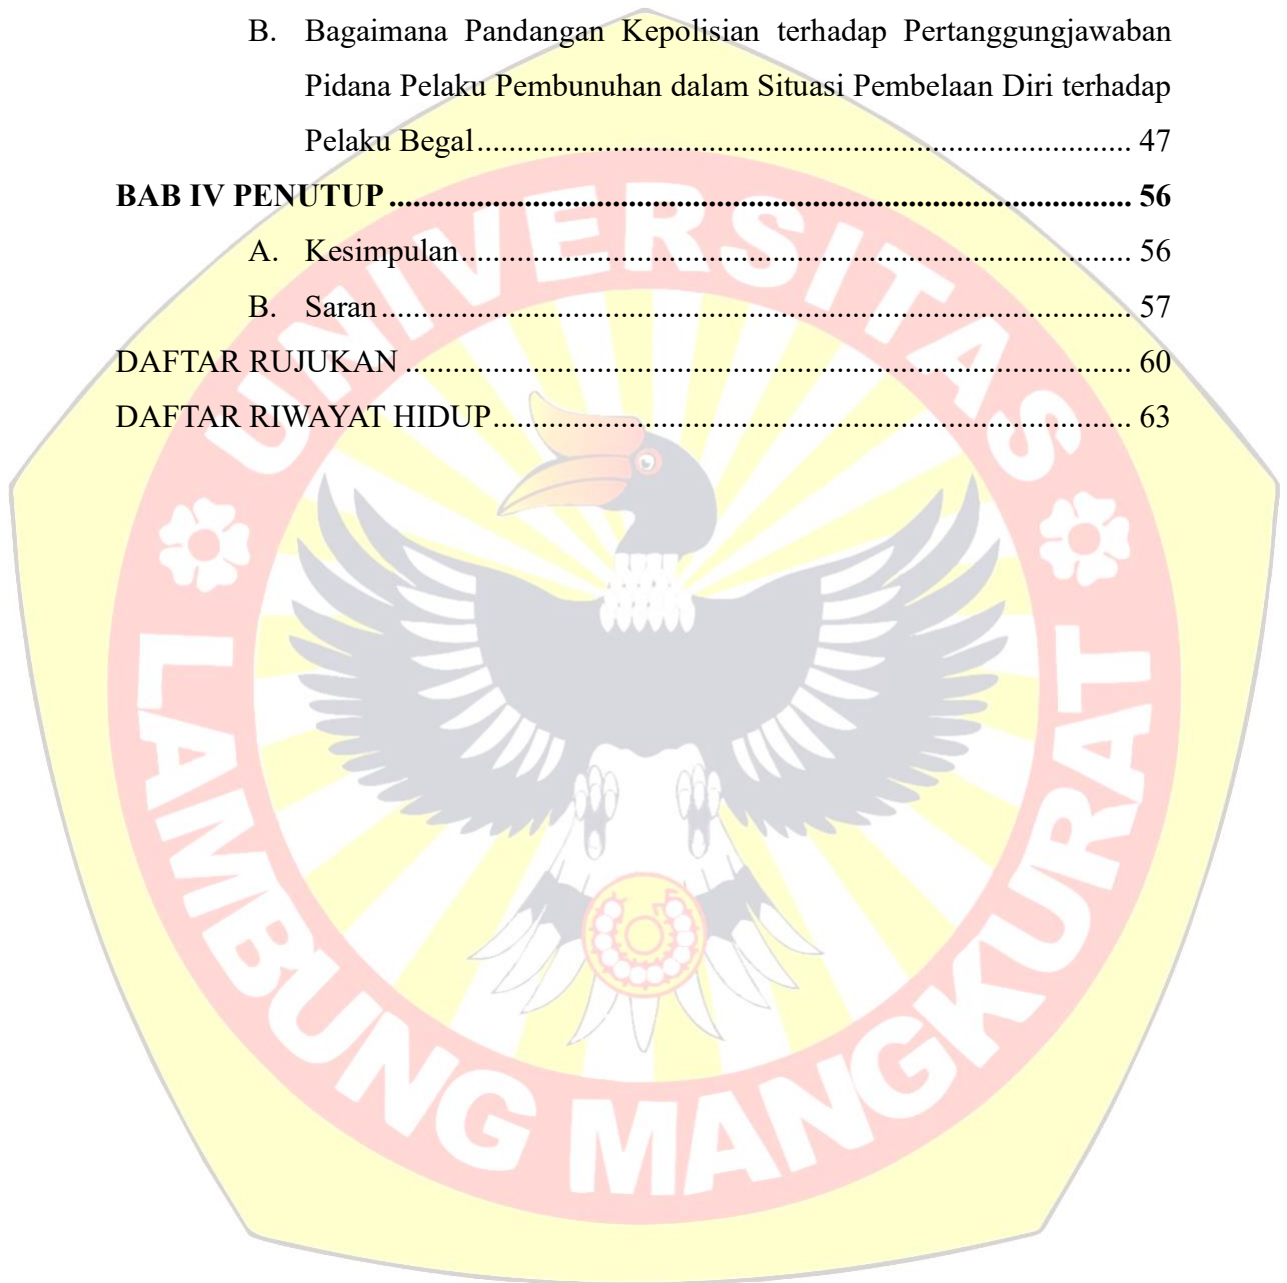 B. Bagaimana Pandangan Kepolisian terhadap Pertanggungjawaban
Pidana Pelaku Pembunuhan dalam Situasi Pembelaan Diri terhadap
Pelaku Begal.................................................................................. 47
BAB IV PENUTUP............................................................................................. 56
A. Kesimpulan.................................................................................... 56
B. Saran.............................................................................................. 57
DAFTAR RUJUKAN........................................................................................... 60
DAFTAR RIWAYAT HIDUP................................................................................ 63
UNIVERSITAS
LAMBUNG MANGKURAT